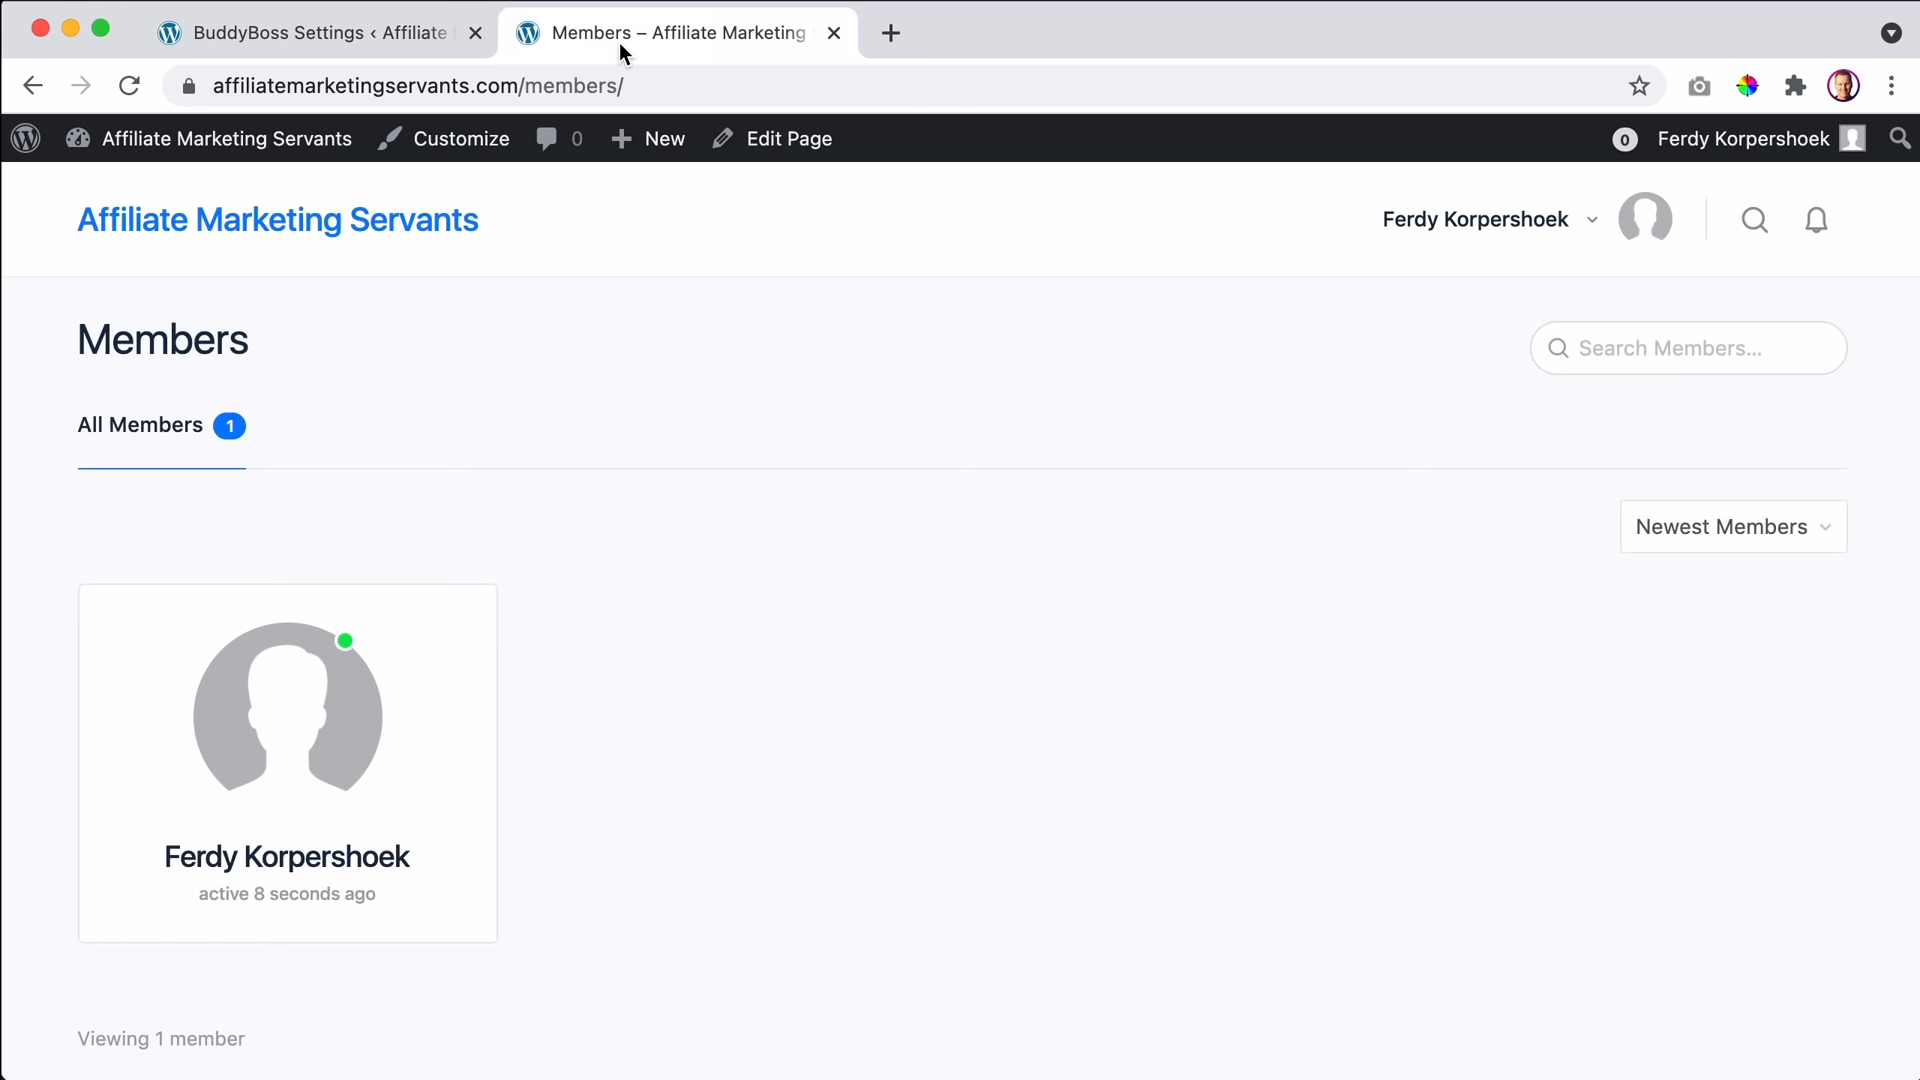 BuddyBoss Settings ‹ Affiliate
Members – Affiliate Marketing
affiliatemarketingservants.com/members/
Affiliate Marketing Servants Customize 0 New Edit Page 0 Ferdy Korpershoek
Affiliate Marketing Servants Ferdy Korpershoek
Members
Search Members...
All Members 1
Newest Members
Ferdy Korpershoek
active 8 seconds ago
Viewing 1 member